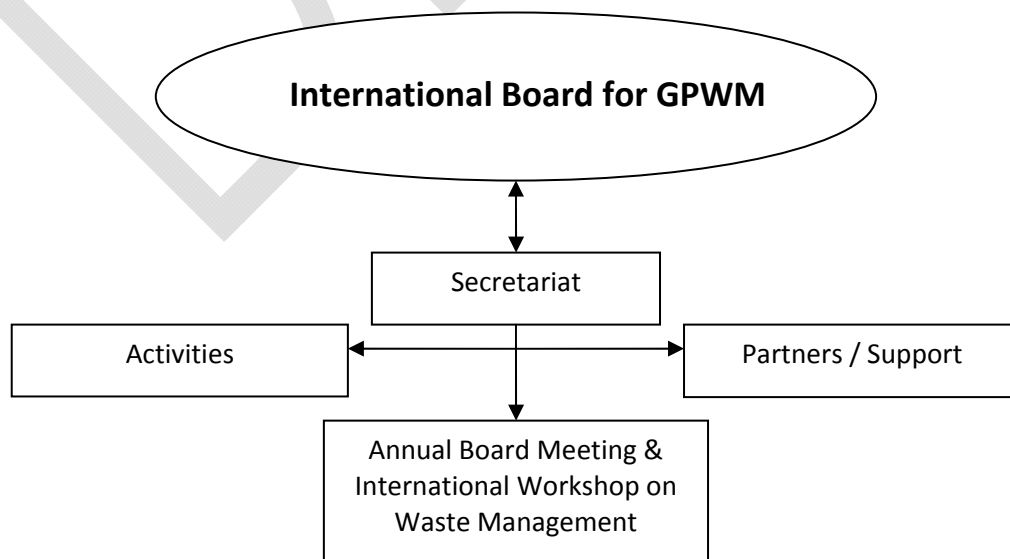 International Board for GPWM
Secretariat
Activities
Partners / Support
Annual Board Meeting &
International Workshop on
Waste Management